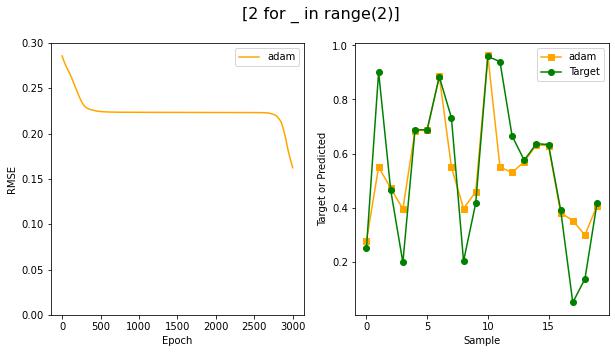 [2 for _ in range(2)]
0.30
0.25
0.20
0.15
0.10
0.05
0.00
RMSE
0 500 1000 1500 2000 2500 3000
Epoch
adam
1.0
0.8
0.6
0.4
0.2
Target or Predicted
0 5 10 15
Sample
adam
Target